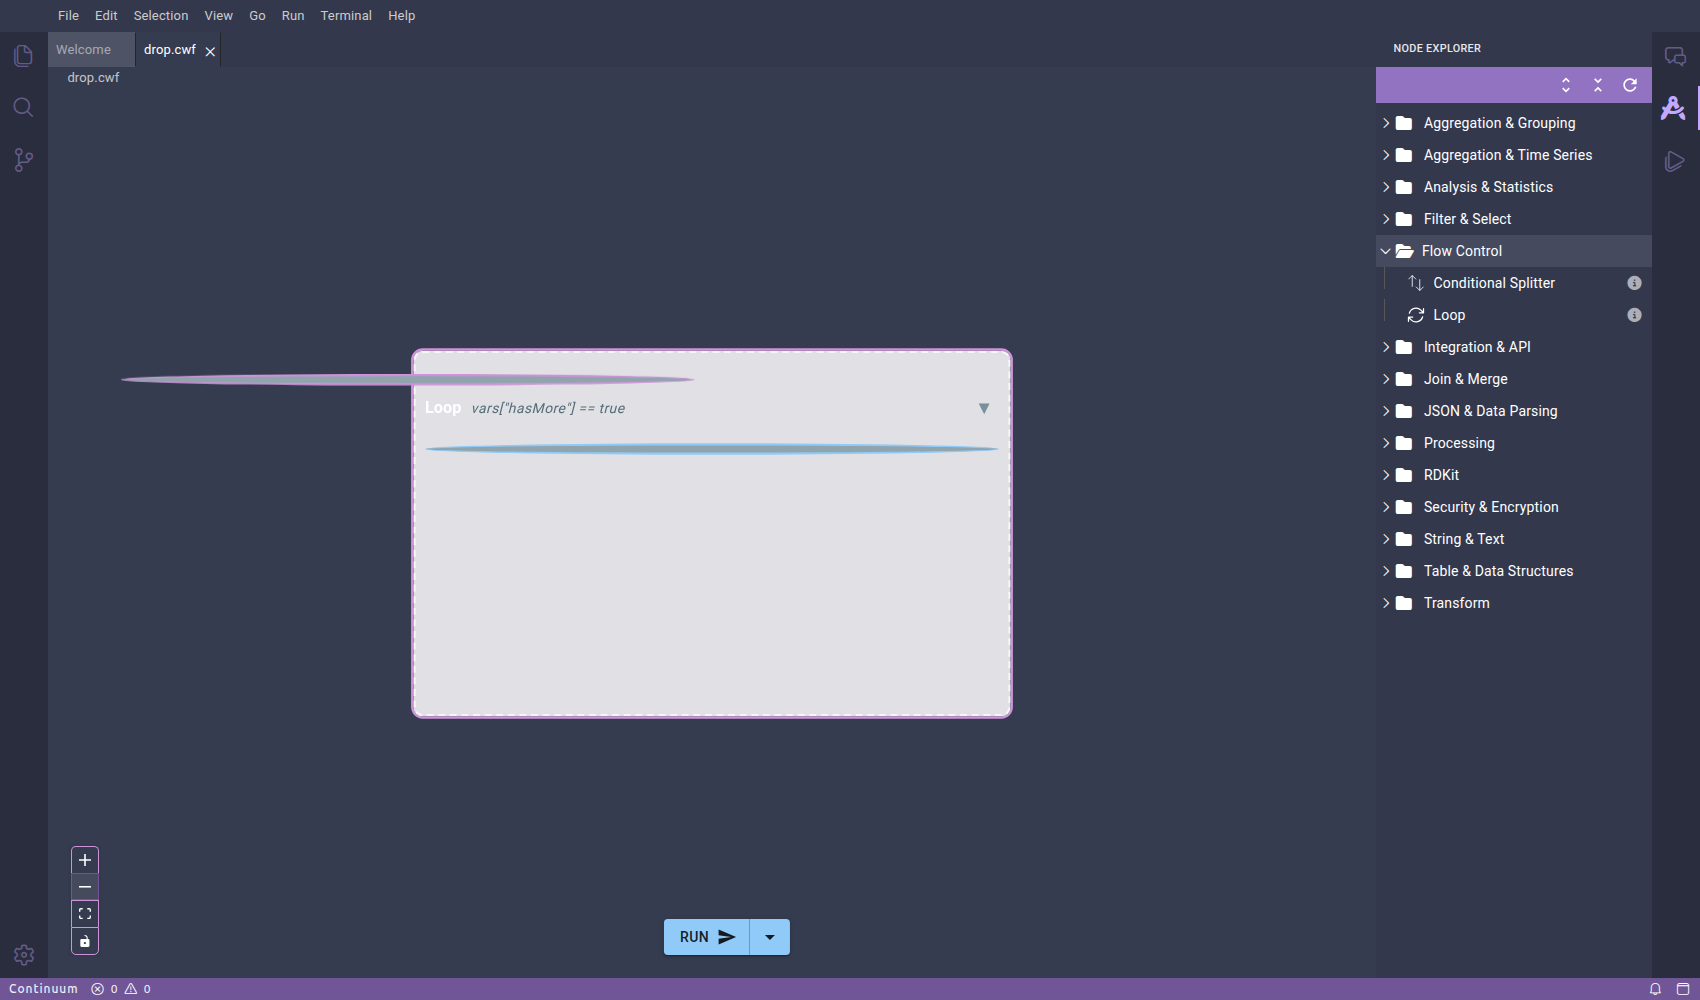 File Edit Selection View Go Run Terminal Help
Welcome drop.cwf
drop.cwf
NODE EXPLORER
Aggregation & Grouping
Aggregation & Time Series
Analysis & Statistics
Filter & Select
Flow Control
Conditional Splitter
Loop
Integration & API
Join & Merge
JSON & Data Parsing
Processing
RDKit
Security & Encryption
String & Text
Table & Data Structures
Transform
Loop vars["hasMore"] == true
RUN
Continuum 0 0